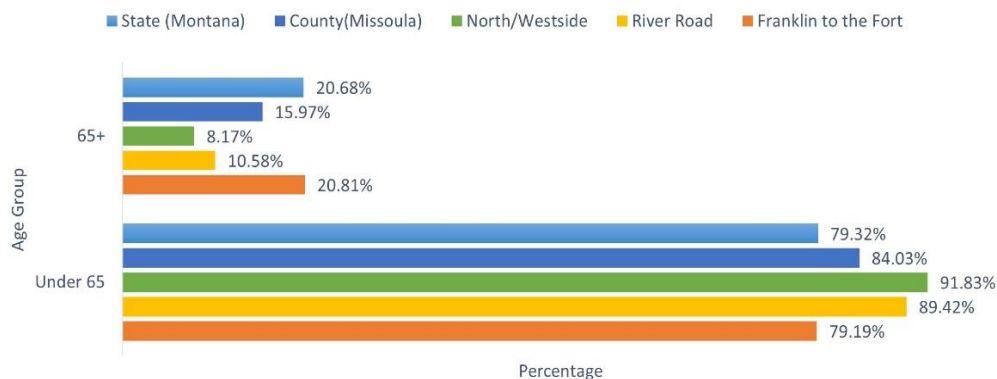 State (Montana) County(Missoula) North/Westside River Road Franklin to the Fort
Age Group
65+
20.68%
15.97%
8.17%
10.58%
20.81%
Under 65
79.32%
84.03%
91.83%
89.42%
79.19%
Percentage